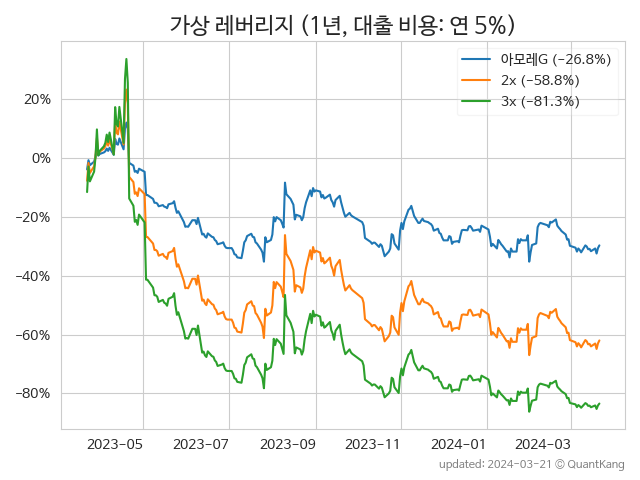 가상 레버리지 (1년, 대출 비용: 연 5%)
아모레G (−26.8%)
2x (−58.8%)
3x (−81.3%)
20%
0%
−20%
−40%
−60%
−80%
2023-05 2023-07 2023-09 2023-11 2024-01 2024-03
updated: 2024-03-21 © QuantKang